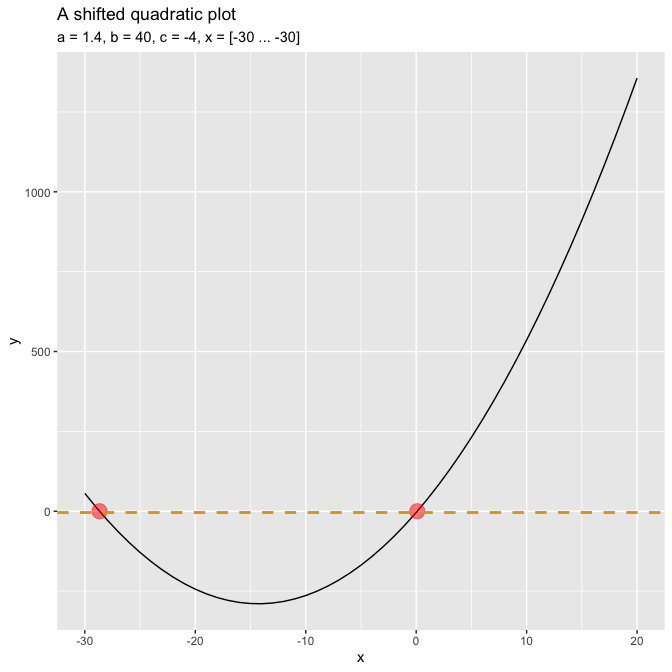 A shifted quadratic plot
a = 1.4, b = 40, c = -4, x = [-30 ... -30]
1000
500
0
y
-30 -20 -10 0 10 20
x